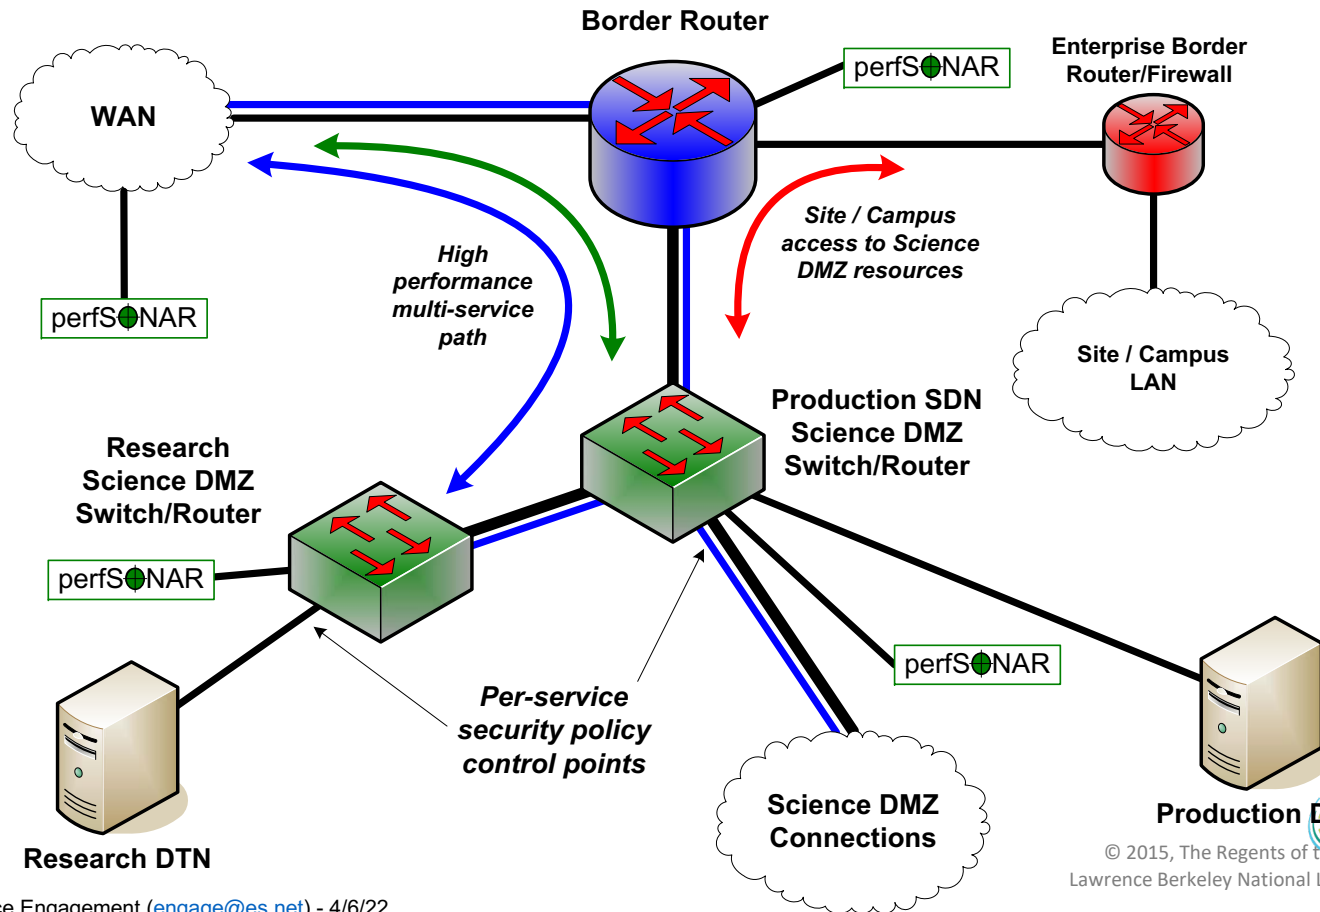 Border Router
perfSONAR
Enterprise Border
Router/Firewall
WAN
Site / Campus
access to Science
DMZ resources
High
performance
multi-service
path
perfSONAR
Site / Campus
LAN
Production SDN
Science DMZ
Switch/Router
Research
Science DMZ
Switch/Router
perfSONAR
perfSONAR
Per-service
security policy
control points
Science DMZ
Connections
Production
Research DTN
© 2015, The Regents of
Lawrence Berkeley National
Engagement (engage@es.net) - 4/6/22